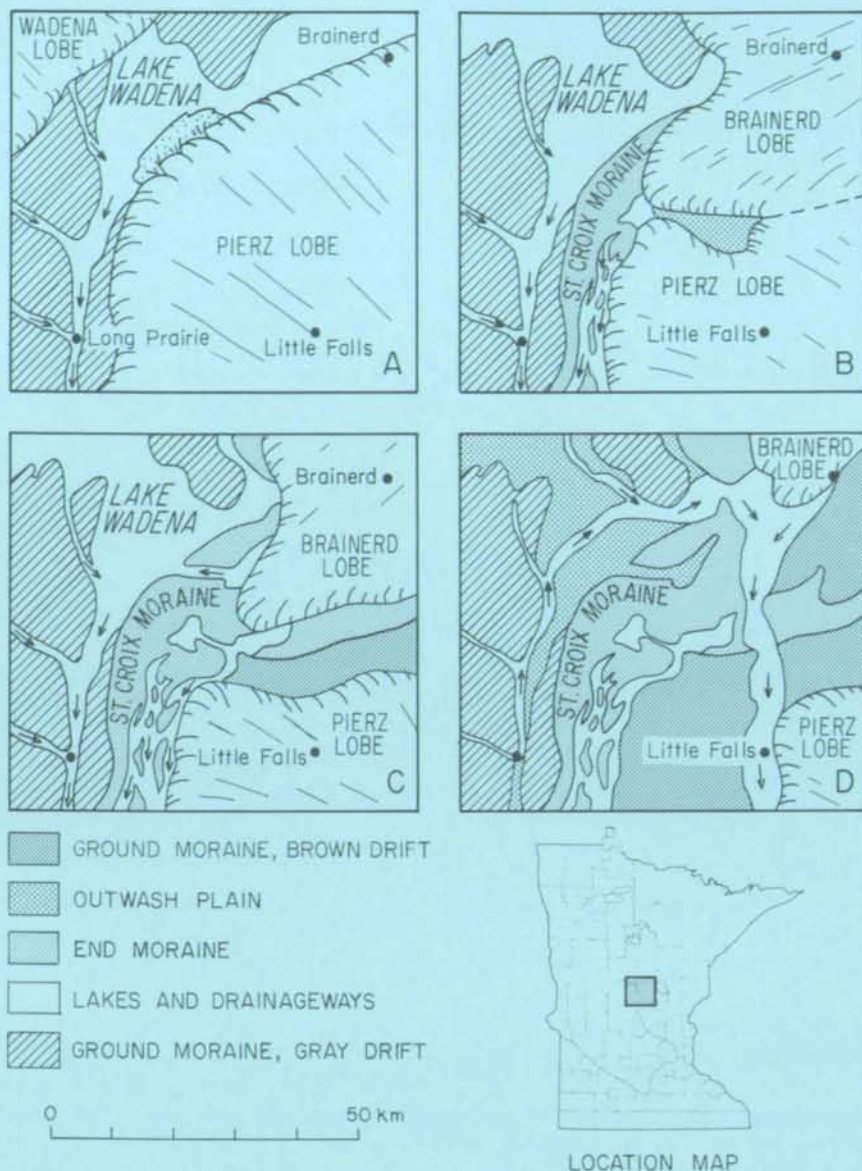 WADENA
LOBE
LAKE
WADENA
Brainerd
PIERZ LOBE
Long Prairie
Little Falls
A
LAKE
WADENA
Brainerd
BRAINERD
LOBE
ST. CROIX MORAINE
PIERZ LOBE
Little Falls
B
LAKE
WADENA
Brainerd
BRAINERD
LOBE
ST. CROIX MORAINE
PIERZ
LOBE
Little Falls
C
BRAINERD
LOBE
ST. CROIX MORAINE
PIERZ
LOBE
Little Falls
D
GROUND MORAINE, BROWN DRIFT
OUTWASH PLAIN
END MORAINE
LAKES AND DRAINAGEWAYS
GROUND MORAINE, GRAY DRIFT
0 50 km
LOCATION MAP